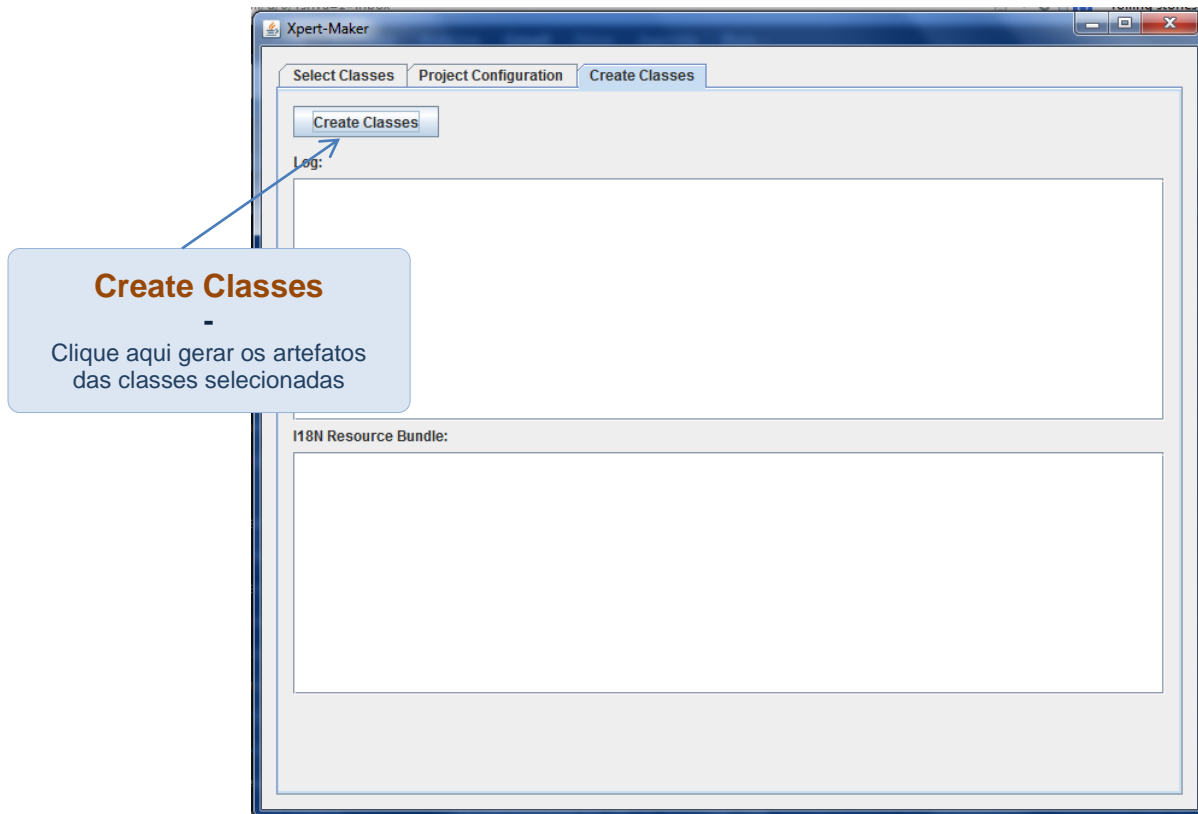 Xpert-Maker
Select Classes Project Configuration Create Classes
Create Classes
Log:
Create Classes
-
Clique aqui gerar os artefatos
das classes selecionadas
I18N Resource Bundle: